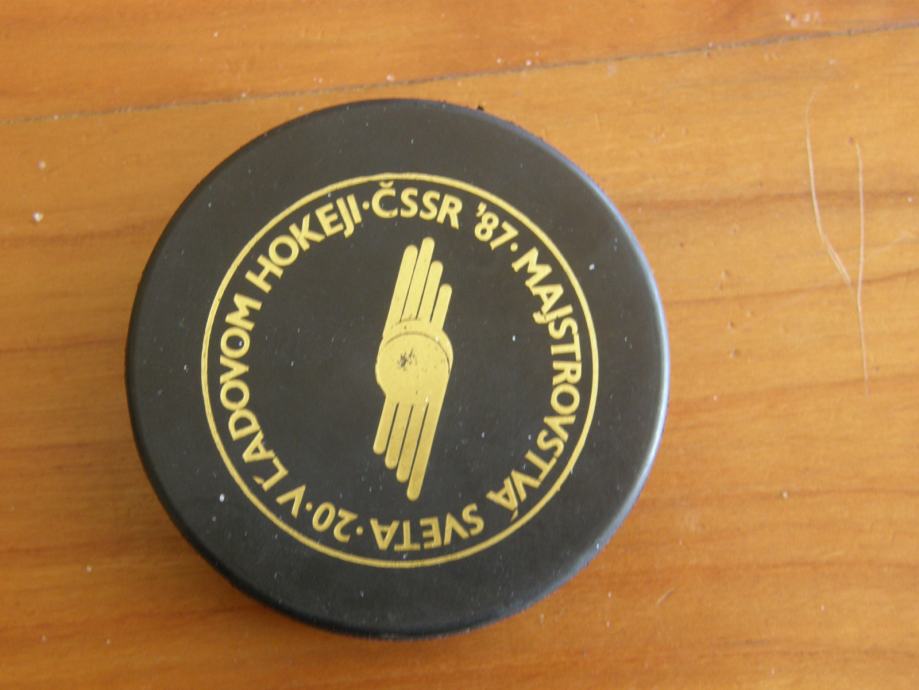 MAJSTROVSTVÁ SVETA·20·V ĽADOVOM HOKEJI·ČSSR '87·